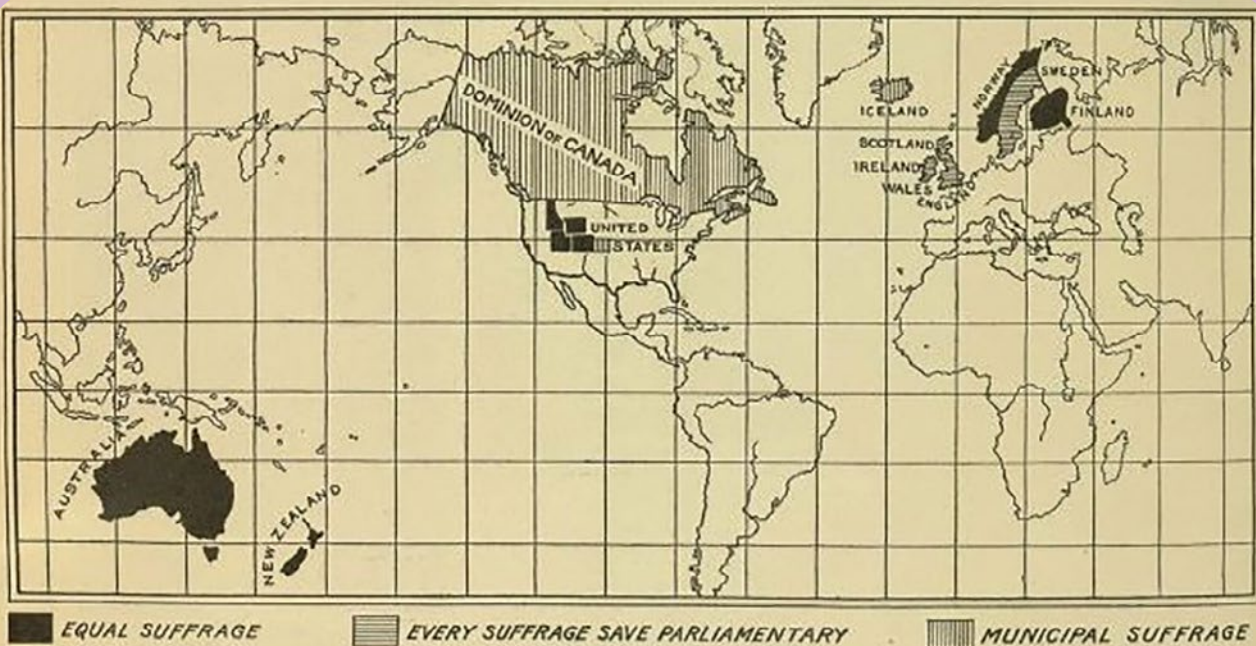 DOMINION OF CANADA
ICELAND
NORWAY
SWEDEN
FINLAND
SCOTLAND
IRELAND
WALES
ENGLAND
UNITED
STATES
AUSTRALIA
NEW ZEALAND
EQUAL SUFFRAGE
EVERY SUFFRAGE SAVE PARLIAMENTARY
MUNICIPAL SUFFRAGE